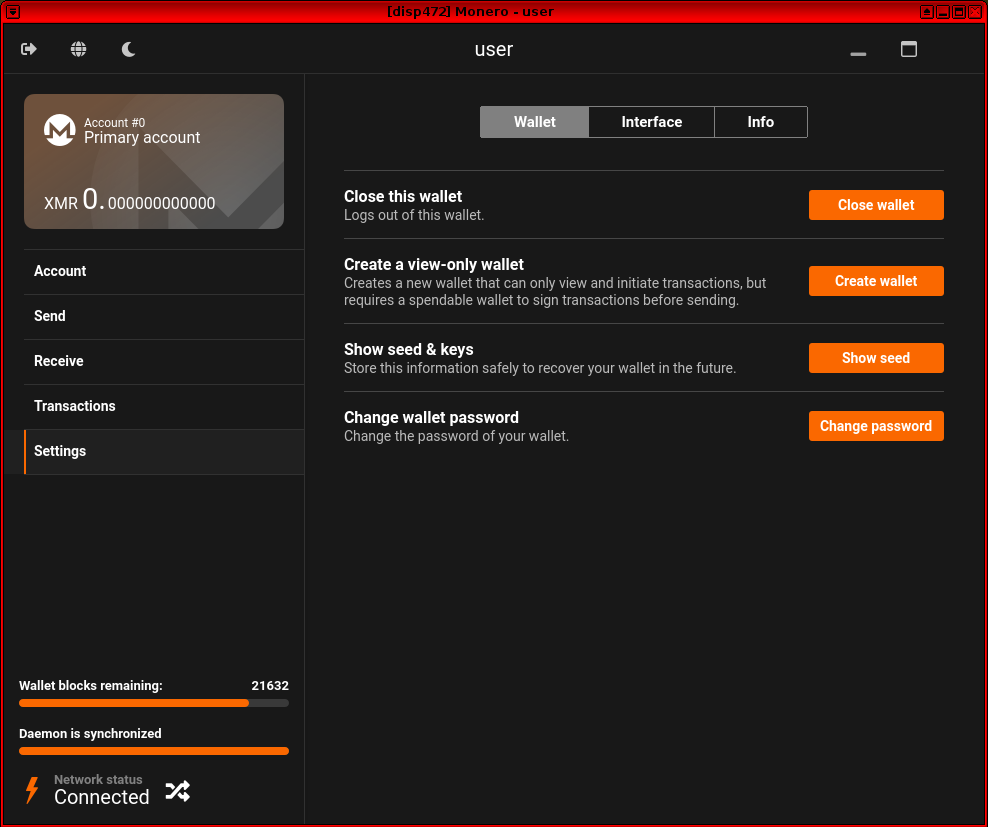 [disp472] Monero - user
user
Account #0
Primary account
XMR 0.000000000000
Account
Send
Receive
Transactions
Settings
Wallet blocks remaining: 21632
Daemon is synchronized
Network status
Connected
Wallet Interface Info
Close this wallet
Logs out of this wallet.
Close wallet
Create a view-only wallet
Creates a new wallet that can only view and initiate transactions, but
requires a spendable wallet to sign transactions before sending.
Create wallet
Show seed & keys
Store this information safely to recover your wallet in the future.
Show seed
Change wallet password
Change the password of your wallet.
Change password